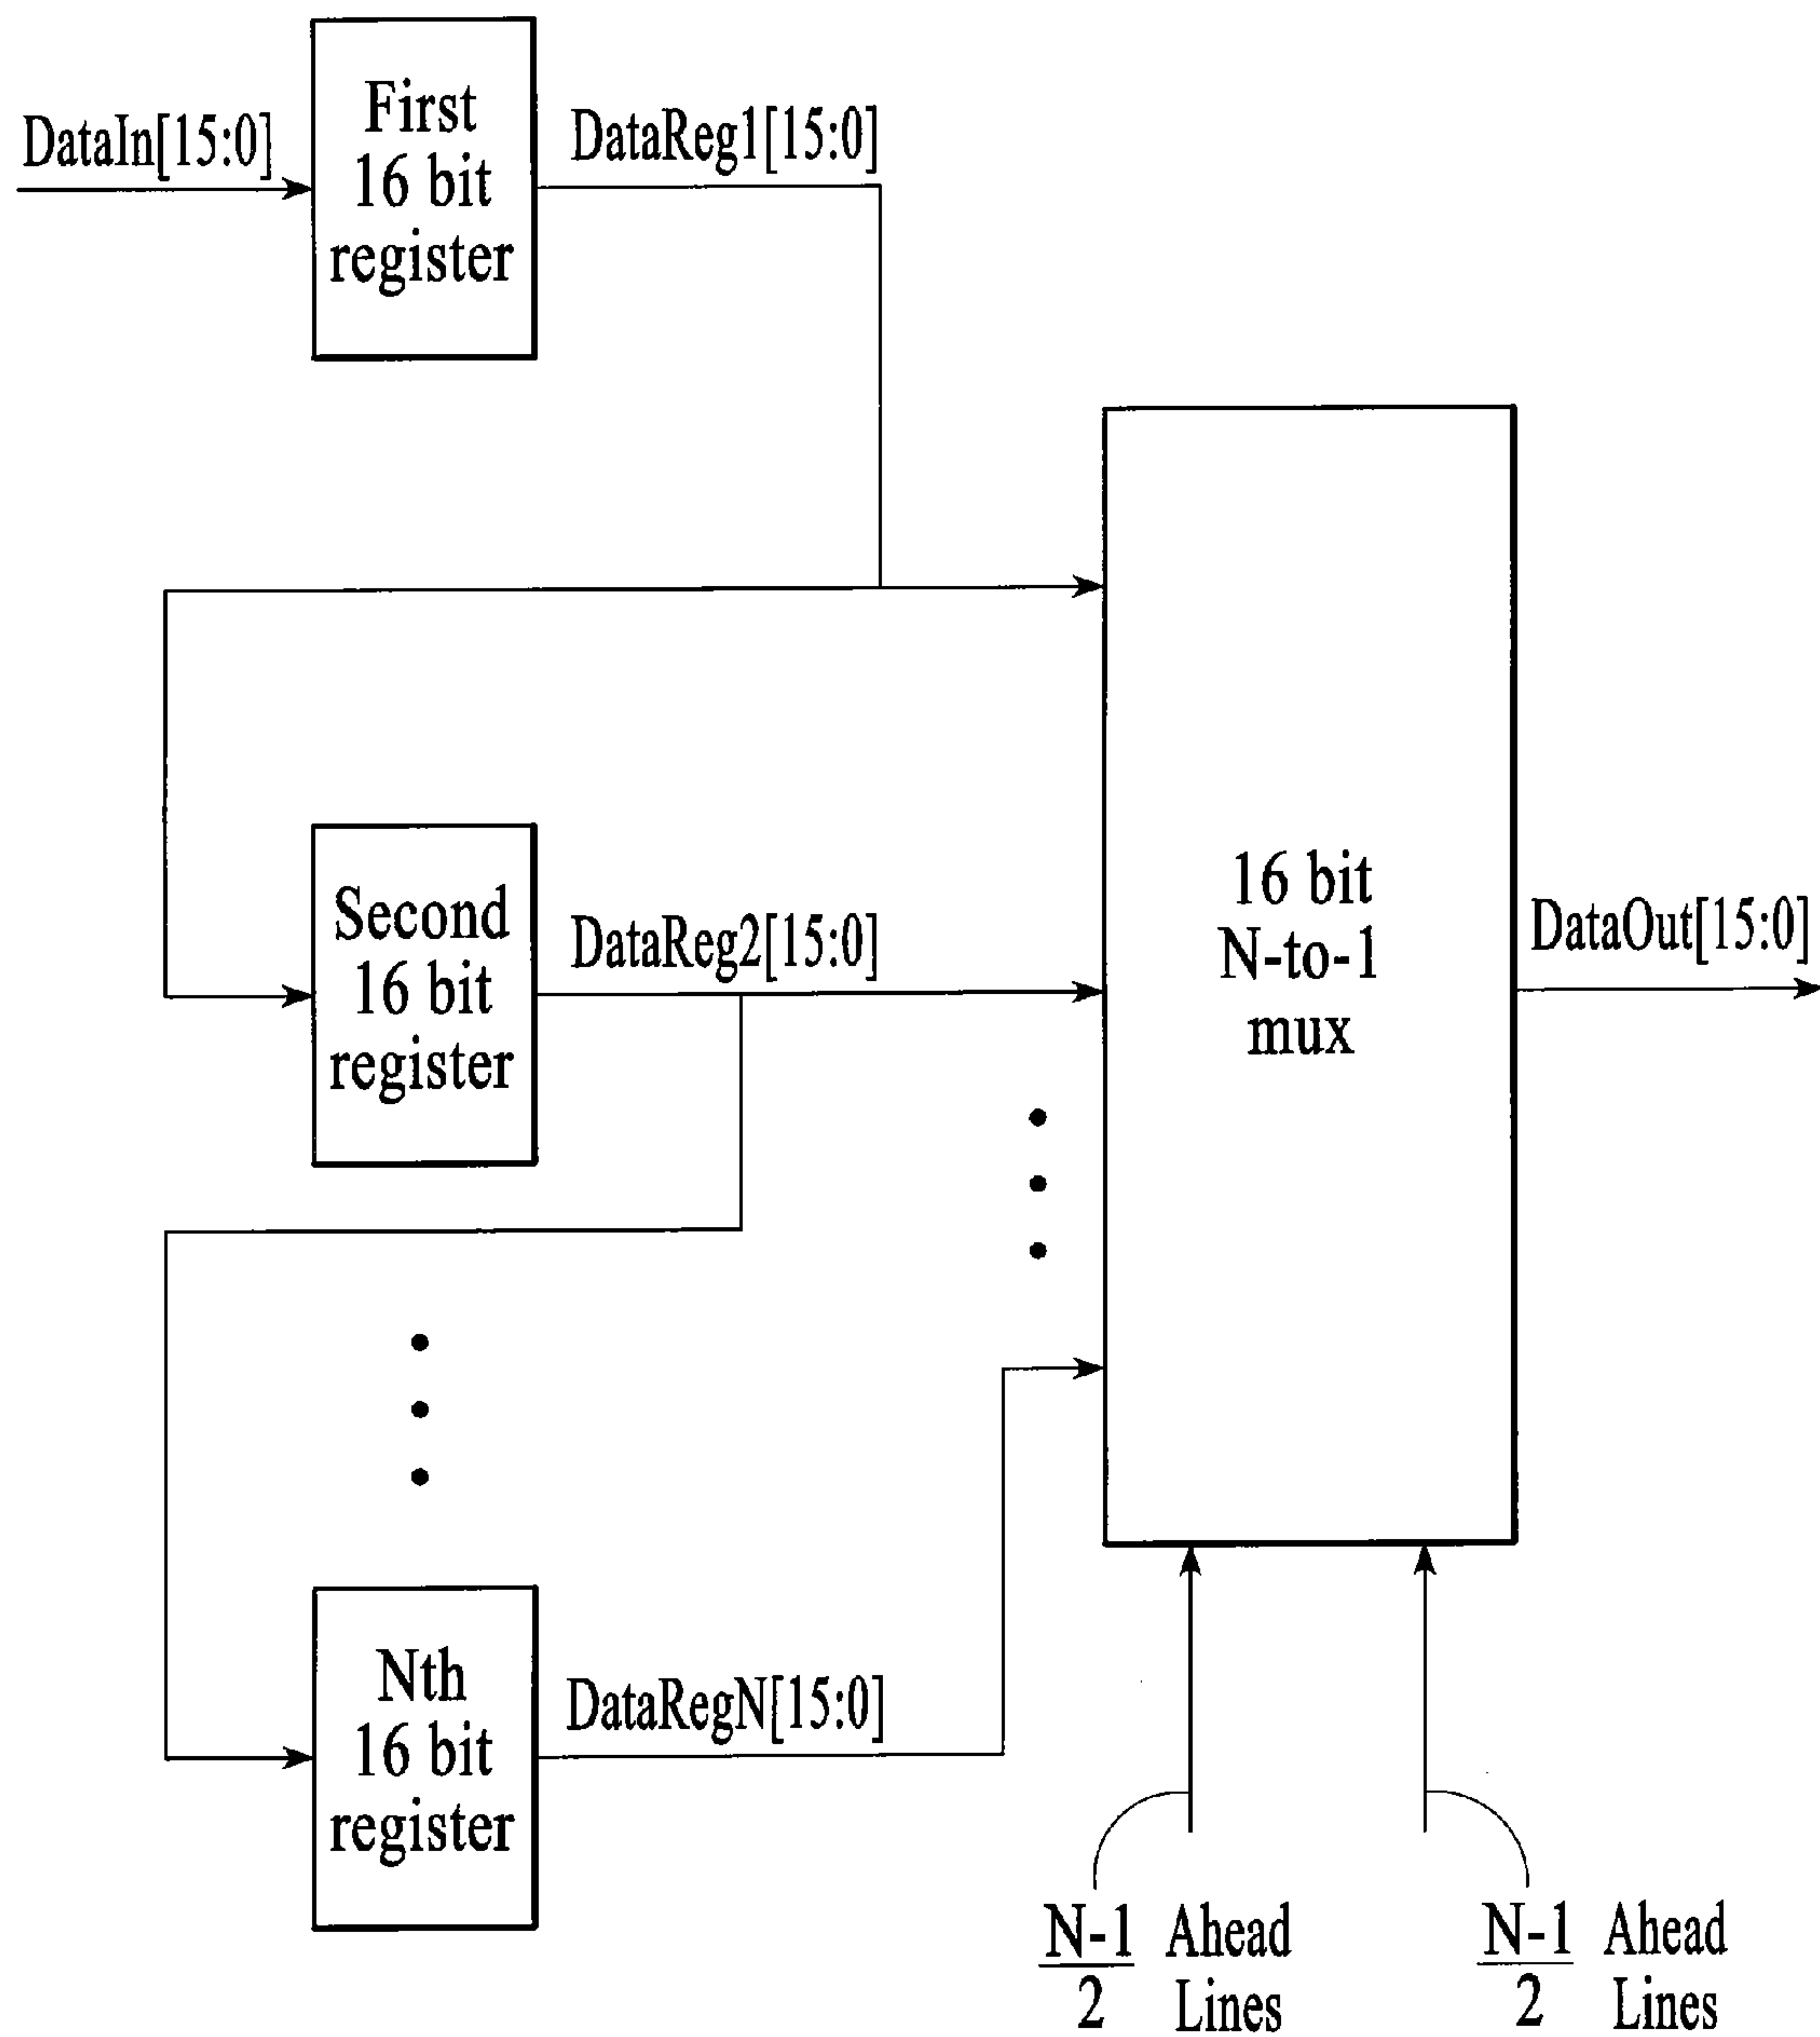 First
16 bit
register
DataIn[15:0]
DataReg1[15:0]
Second
16 bit
register
DataReg2[15:0]
16 bit
N-to-1
mux
DataOut[15:0]
Nth
16 bit
register
DataRegN[15:0]
N-1
2
Ahead
Lines
N-1
2
Ahead
Lines